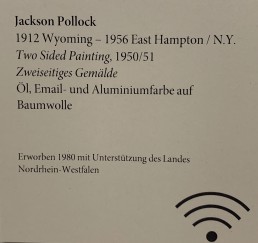 Jackson Pollock
1912 Wyoming – 1956 East Hampton / N.Y.
Two Sided Painting, 1950/51
Zweiseitiges Gemälde
Öl, Email- und Aluminiumfarbe auf
Baumwolle
Erworben 1980 mit Unterstützung des Landes
Nordrhein-Westfalen